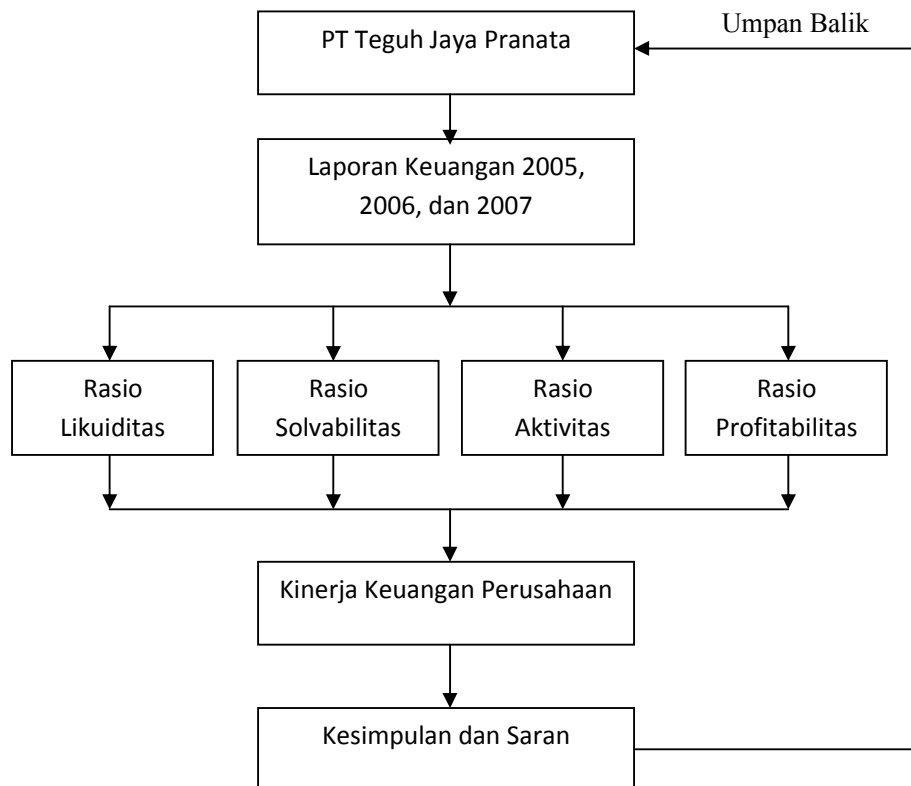 PT Teguh Jaya Pranata
Umpan Balik
Laporan Keuangan 2005,
2006, dan 2007
Rasio
Likuiditas
Rasio
Solvabilitas
Rasio
Aktivitas
Rasio
Profitabilitas
Kinerja Keuangan Perusahaan
Kesimpulan dan Saran